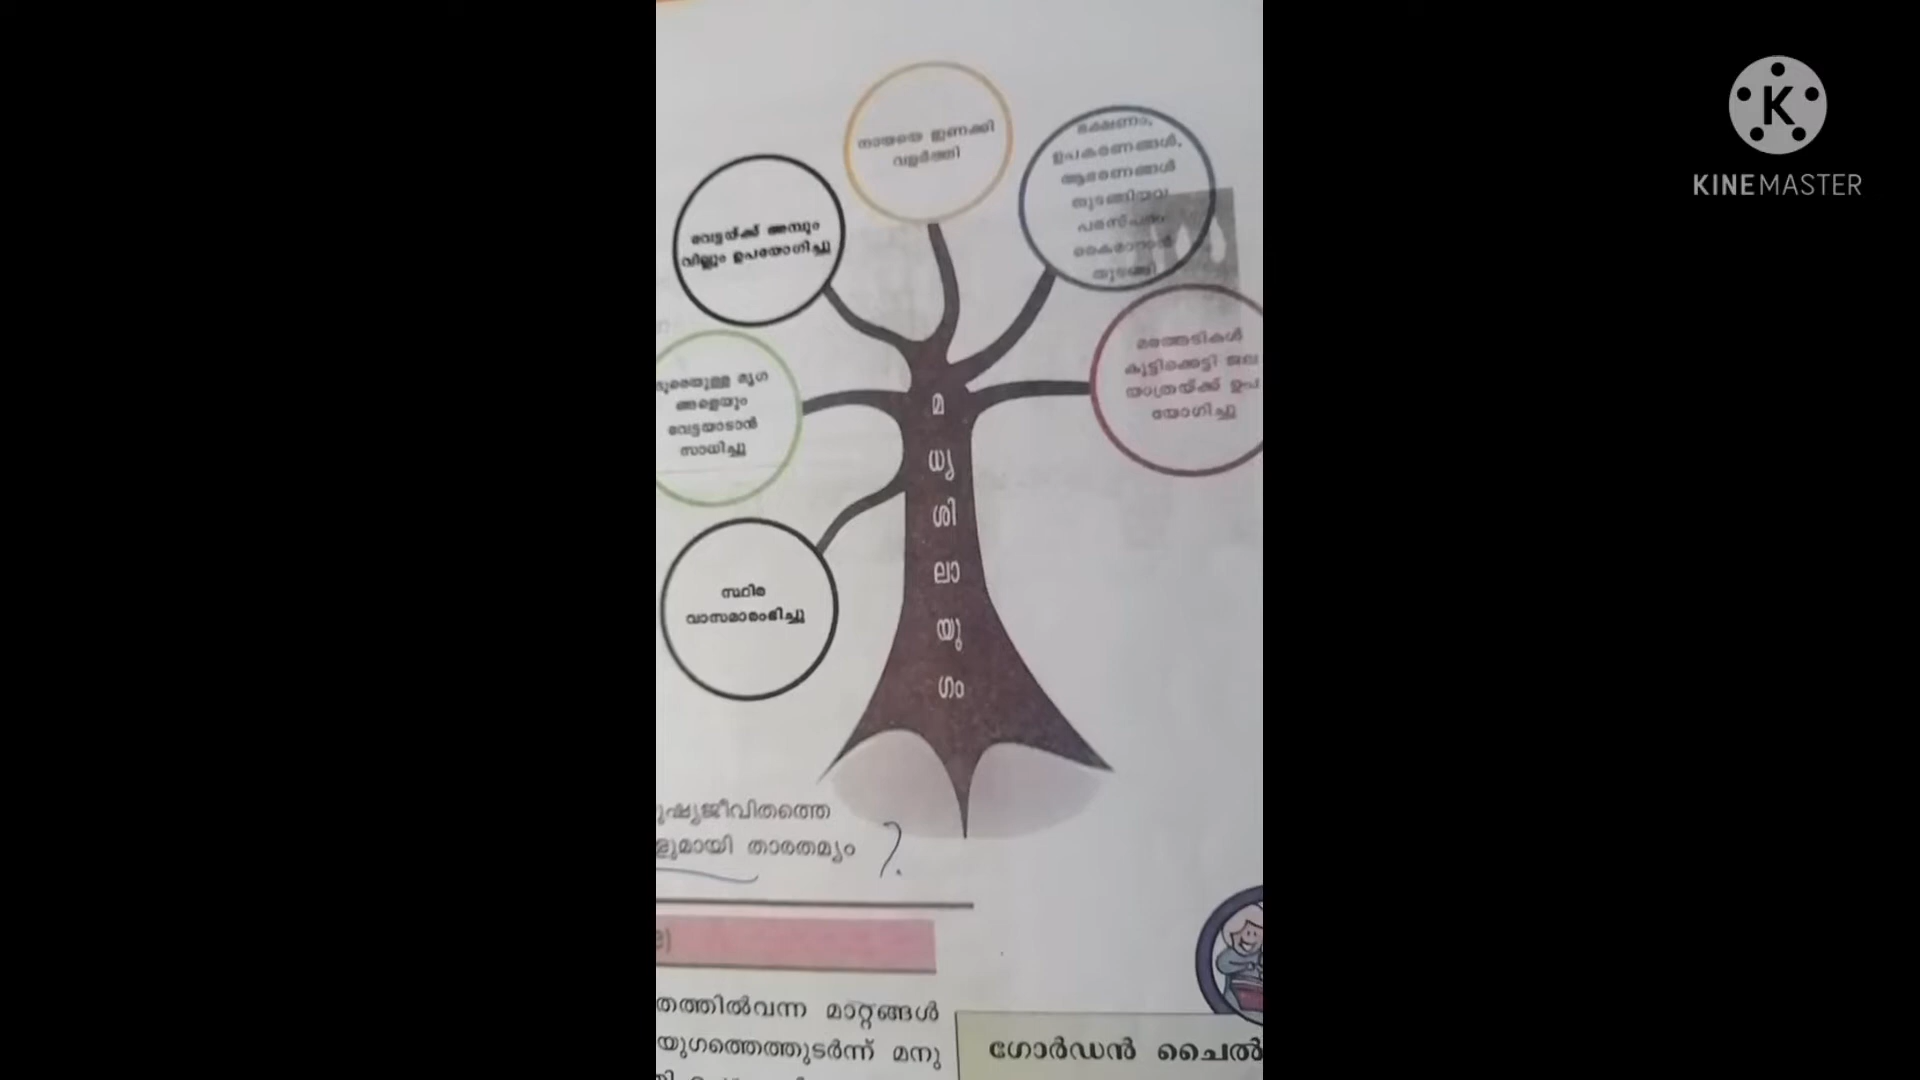 നായയെ ഇണക്കി
വളർത്തി
ഭക്ഷണം,
ഉപകരണങ്ങൾ,
ആഭരണങ്ങൾ
തുടങ്ങിയവ
പരസ്പരം
കൈമാറാൻ
തുടങ്ങി
വേട്ടയ്ക്ക് അമ്പും
വില്ലും ഉപയോഗിച്ചു
മരത്തടികൾ
കൂട്ടിക്കെട്ടി ജല
യാത്രയ്ക്ക് ഉപ
യോഗിച്ചു
ദൂരെയുള്ള മൃഗ
ങ്ങളെയും
വേട്ടയാടാൻ
സാധിച്ചു
സ്ഥിര
വാസമാരംഭിച്ചു
മ
ധ്യ
ശി
ലാ
യു
ഗം
ുഷ്യജീവിതത്തെ
ളുമായി താരതമ്യം ?
e)
തത്തിൽവന്ന മാറ്റങ്ങൾ
യുഗത്തെത്തുടർന്ന് മനു
ഗോർഡൻ ചൈൽ
K
KINEMASTER